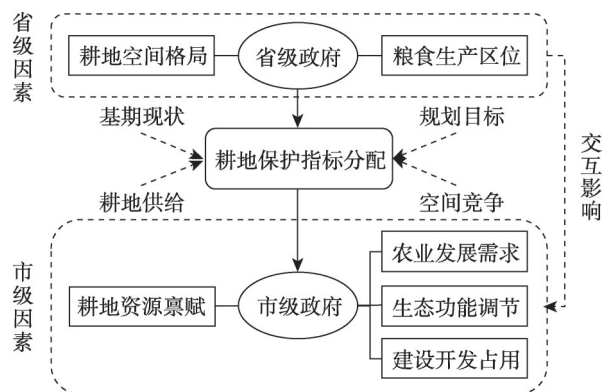 省级因素
耕地空间格局
省级政府
粮食生产区位
基期现状
规划目标
耕地保护指标分配
耕地供给
空间竞争
交互影响
市级因素
耕地资源禀赋
市级政府
农业发展需求
生态功能调节
建设开发占用